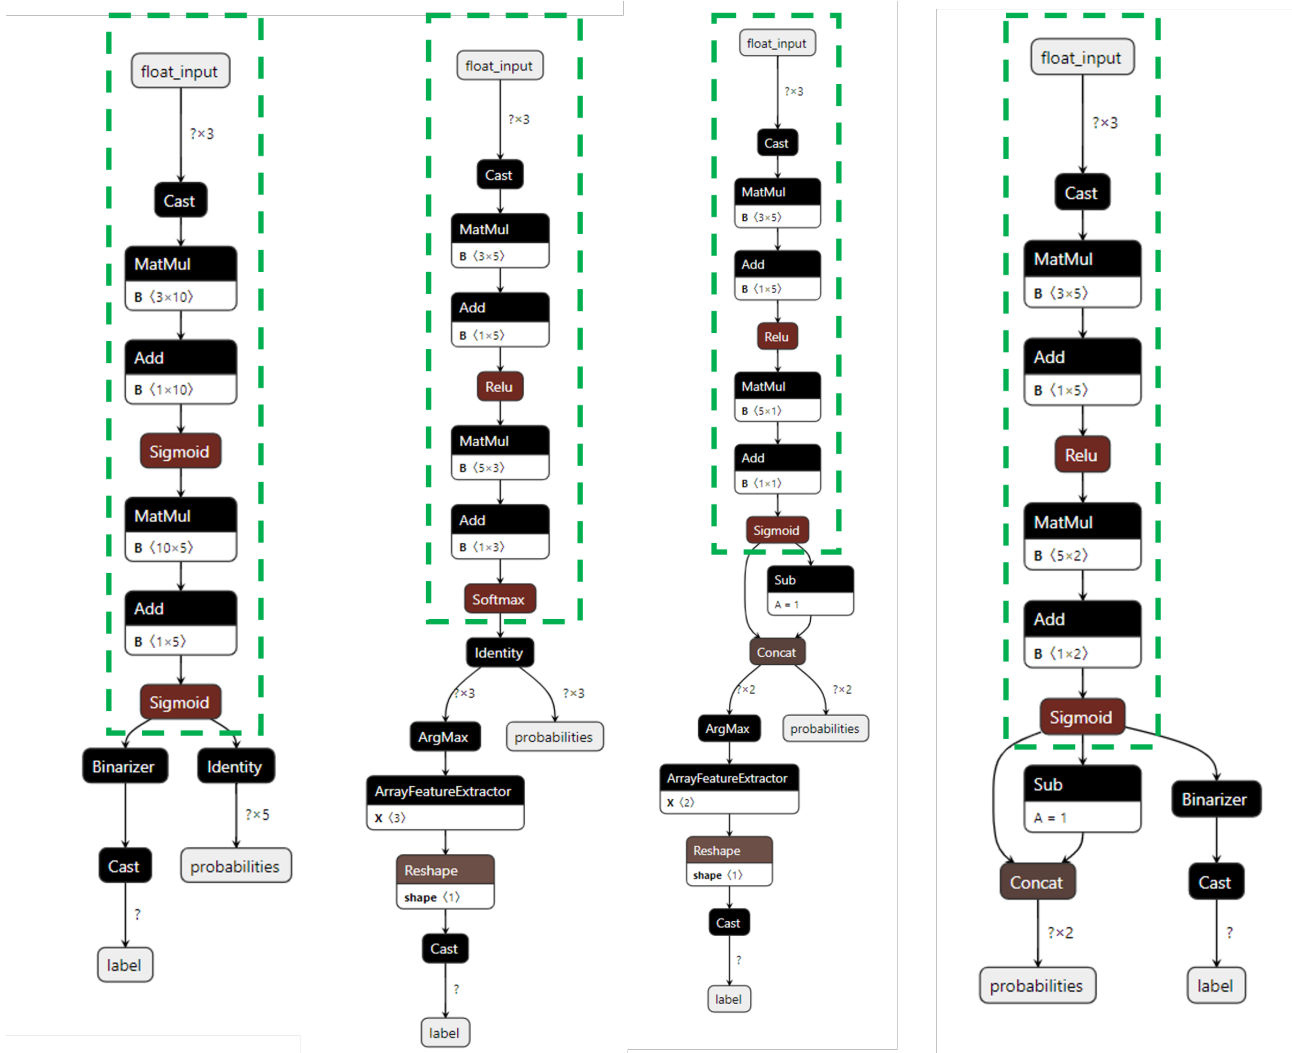 float_input
?×3
Cast
MatMul
B ⟨3×10⟩
Add
B ⟨1×10⟩
Sigmoid
MatMul
B ⟨10×5⟩
Add
B ⟨1×5⟩
Sigmoid
Binarizer
Identity
?×5
Cast
probabilities
?
label
float_input
?×3
Cast
MatMul
B ⟨3×5⟩
Add
B ⟨1×5⟩
Relu
MatMul
B ⟨5×3⟩
Add
B ⟨1×3⟩
Softmax
Identity
?×3
?×3
ArgMax
probabilities
ArrayFeatureExtractor
X ⟨3⟩
Reshape
shape ⟨1⟩
Cast
?
label
float_input
?×3
Cast
MatMul
B ⟨3×5⟩
Add
B ⟨1×5⟩
Relu
MatMul
B ⟨5×1⟩
Add
B ⟨1×1⟩
Sigmoid
Sub
A = 1
Concat
?×2
?×2
ArgMax
probabilities
ArrayFeatureExtractor
X ⟨2⟩
Reshape
shape ⟨1⟩
Cast
?
label
float_input
?×3
Cast
MatMul
B ⟨3×5⟩
Add
B ⟨1×5⟩
Relu
MatMul
B ⟨5×2⟩
Add
B ⟨1×2⟩
Sigmoid
Sub
A = 1
Binarizer
Concat
Cast
?×2
?
probabilities
label